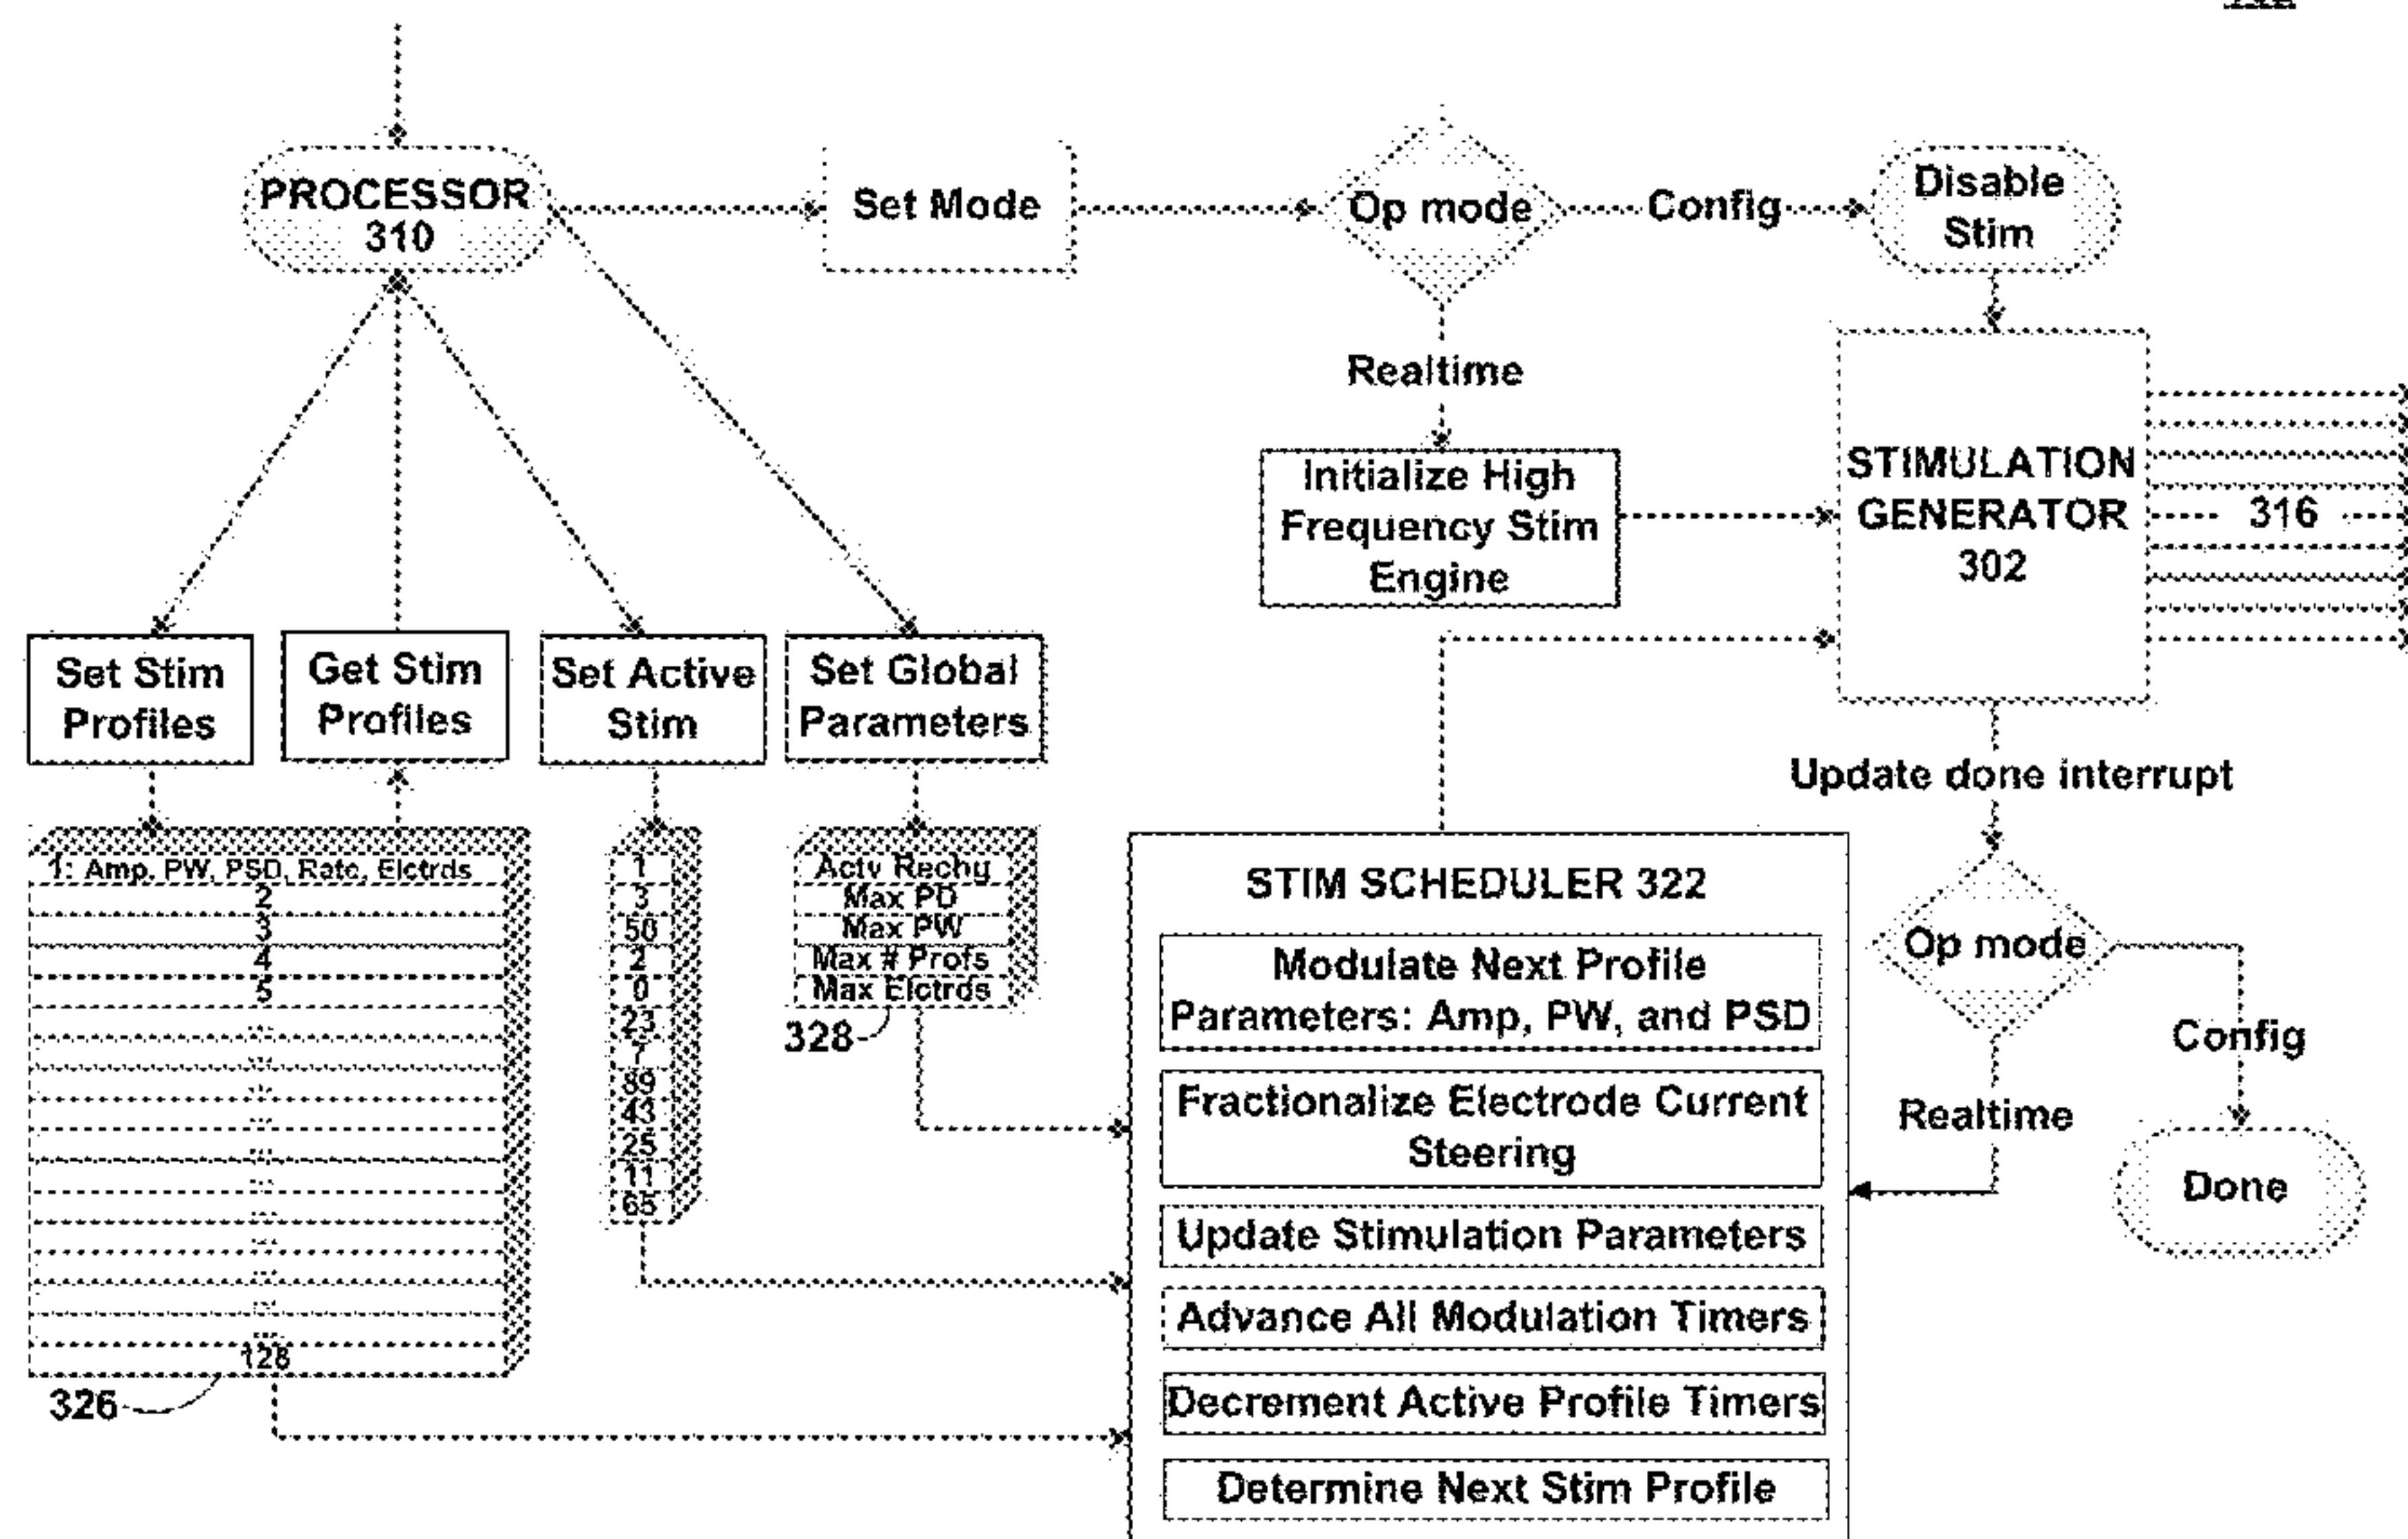 PROCESSOR
310
Set Mode
Op mode
Config
Disable
Stim
Realtime
Initialize High
Frequency Stim
Engine
STIMULATION
GENERATOR
302
316
Set Stim
Profiles
Get Stim
Profiles
Set Active
Stim
Set Global
Parameters
Update done interrupt
1: Amp, PW, PSD, Rate, Elctrds
2
3
4
5
...
...
...
...
...
...
...
...
...
...
...
128
326
1
3
50
2
0
23
7
89
43
25
11
65
Actv Rechg
Max PD
Max PW
Max # Profs
Max Elctrds
328
STIM SCHEDULER 322
Modulate Next Profile
Parameters: Amp, PW, and PSD
Fractionalize Electrode Current
Steering
Update Stimulation Parameters
Advance All Modulation Timers
Decrement Active Profile Timers
Determine Next Stim Profile
Op mode
Config
Realtime
Done